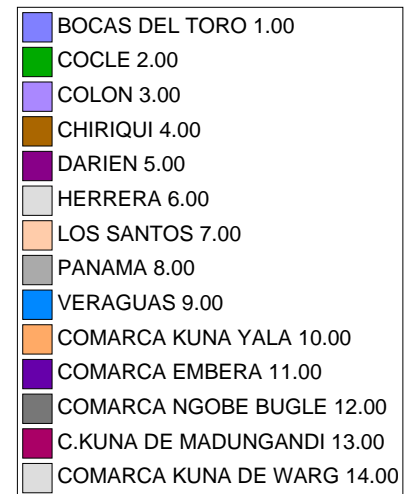 BOCAS DEL TORO 1.00
COCLE 2.00
COLON 3.00
CHIRIQUI 4.00
DARIEN 5.00
HERRERA 6.00
LOS SANTOS 7.00
PANAMA 8.00
VERAGUAS 9.00
COMARCA KUNA YALA 10.00
COMARCA EMBERA 11.00
COMARCA NGOBE BUGLE 12.00
C.KUNA DE MADUNGANDI 13.00
COMARCA KUNA DE WARG 14.00